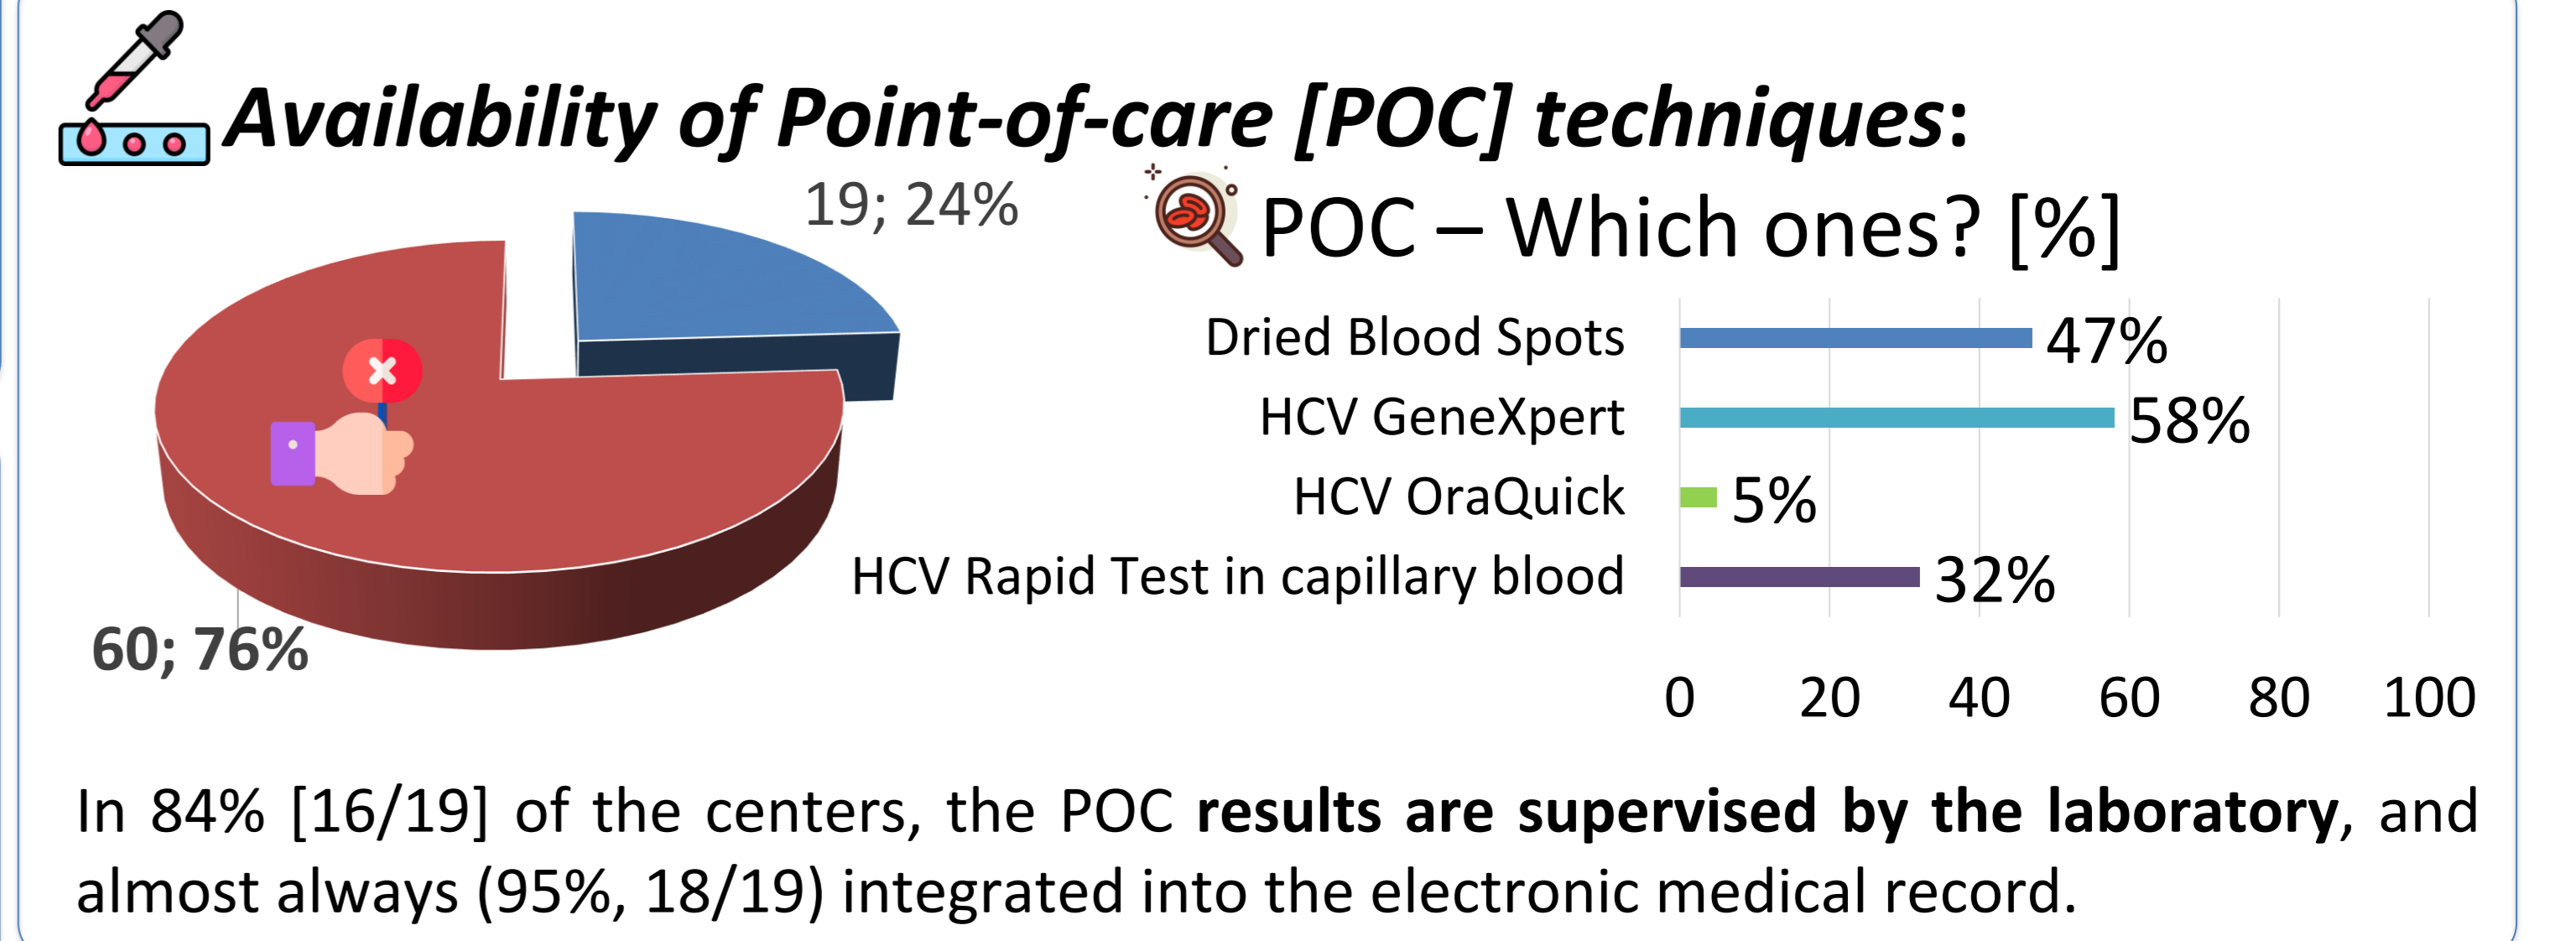 Availability of Point-of-care [POC] techniques:
19; 24%
60; 76%
POC – Which ones? [%]
Dried Blood Spots 47%
HCV GeneXpert 58%
HCV OraQuick 5%
HCV Rapid Test in capillary blood 32%
0 20 40 60 80 100
In 84% [16/19] of the centers, the POC results are supervised by the laboratory, and
almost always (95%, 18/19) integrated into the electronic medical record.